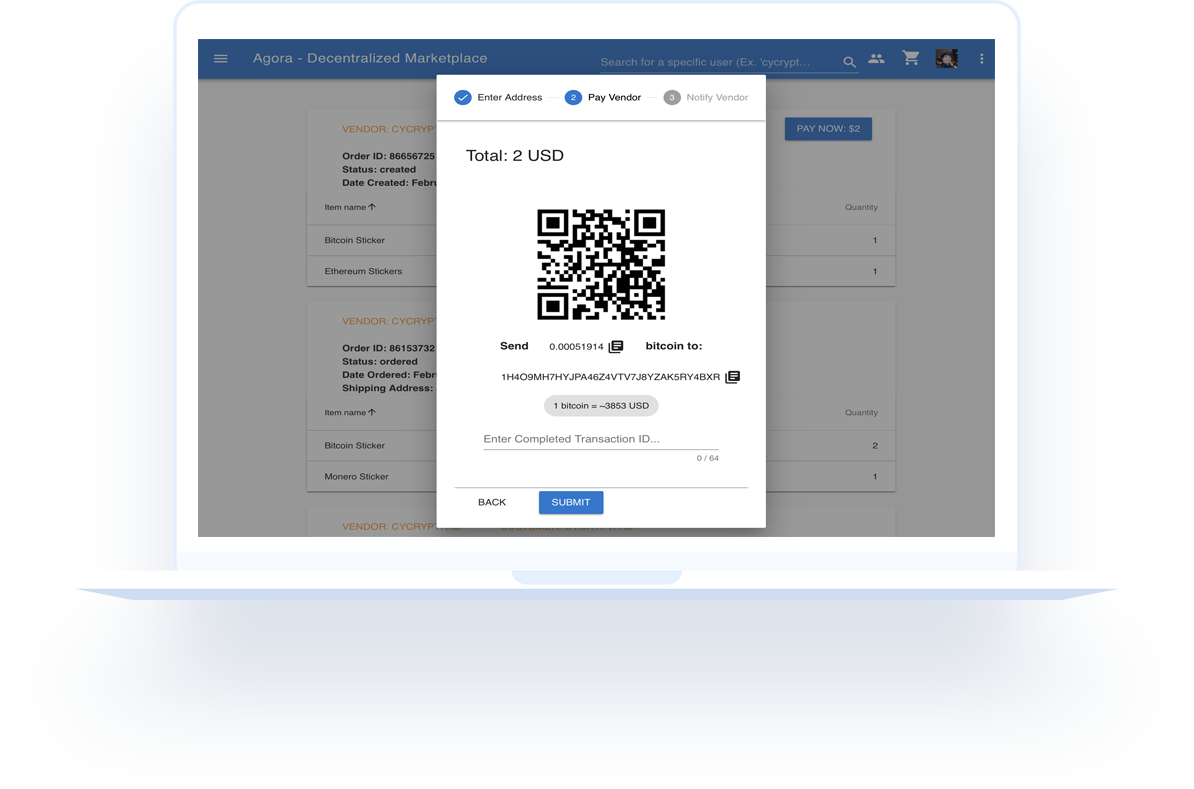 Agora - Decentralized Marketplace
Search for a specific user (Ex. 'cycrypt...
Enter Address
2
Pay Vendor
3
Notify Vendor
VENDOR: CYCRYPT
PAY NOW: $2
Total: 2 USD
Order ID: 86656725
Status: created
Date Created: Febru
Item name
Quantity
Bitcoin Sticker
1
Ethereum Stickers
1
VENDOR: CYCRYPT
Order ID: 86153732
Status: ordered
Date Ordered: Febr
Shipping Address:
Send 0.00051914 bitcoin to:
1H4O9MH7HYJPA46Z4VTV7J8YZAK5RY4BXR
1 bitcoin = ~3853 USD
Item name
Quantity
Enter Completed Transaction ID...
0 / 64
Bitcoin Sticker
2
Monero Sticker
1
BACK
SUBMIT
VENDOR: CYCRYPT